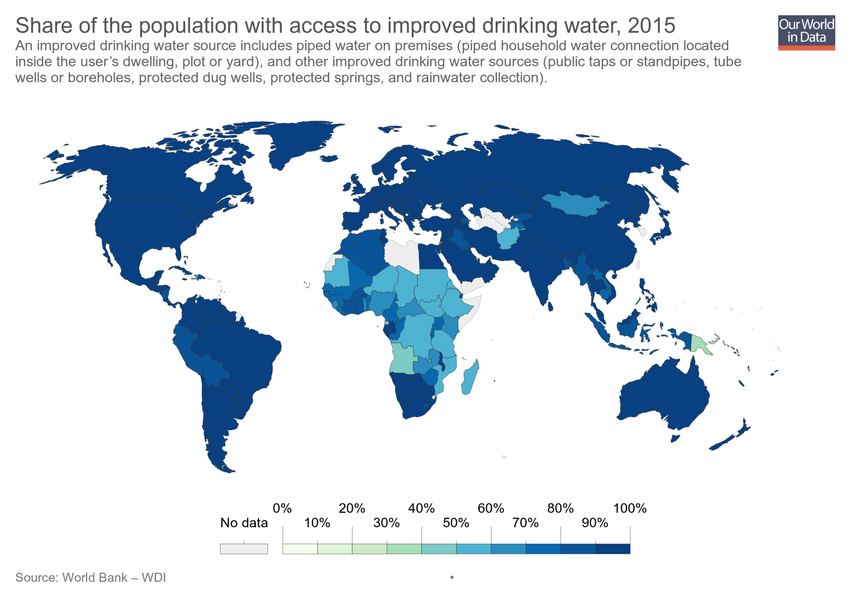 Share of the population with access to improved drinking water, 2015
Our World
in Data
An improved drinking water source includes piped water on premises (piped household water connection located
inside the user's dwelling, plot or yard), and other improved drinking water sources (public taps or standpipes, tube
wells or boreholes, protected dug wells, protected springs, and rainwater collection).
0% 20% 40% 60% 80% 100%
No data 10% 30% 50% 70% 90%
Source: World Bank – WDI